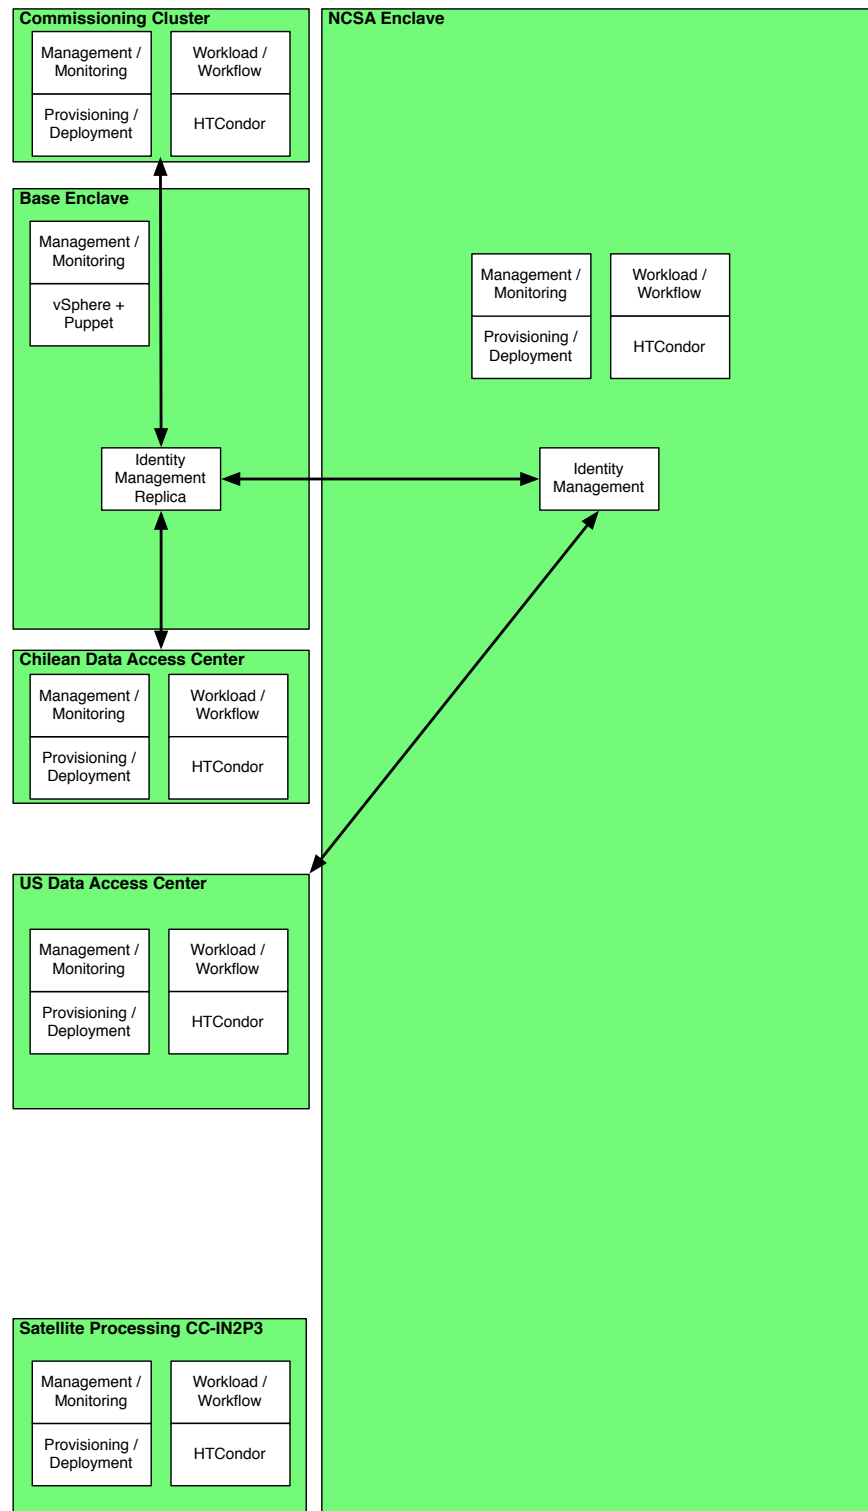 Commissioning Cluster
Management /
Monitoring
Provisioning /
Deployment
Workload /
Workflow
HTCondor
Base Enclave
Management /
Monitoring
vSphere +
Puppet
Identity
Management
Replica
Chilean Data Access Center
Management /
Monitoring
Provisioning /
Deployment
Workload /
Workflow
HTCondor
US Data Access Center
Management /
Monitoring
Provisioning /
Deployment
Workload /
Workflow
HTCondor
Satellite Processing CC-IN2P3
Management /
Monitoring
Provisioning /
Deployment
Workload /
Workflow
HTCondor
NCSA Enclave
Management /
Monitoring
Provisioning /
Deployment
Workload /
Workflow
HTCondor
Identity
Management